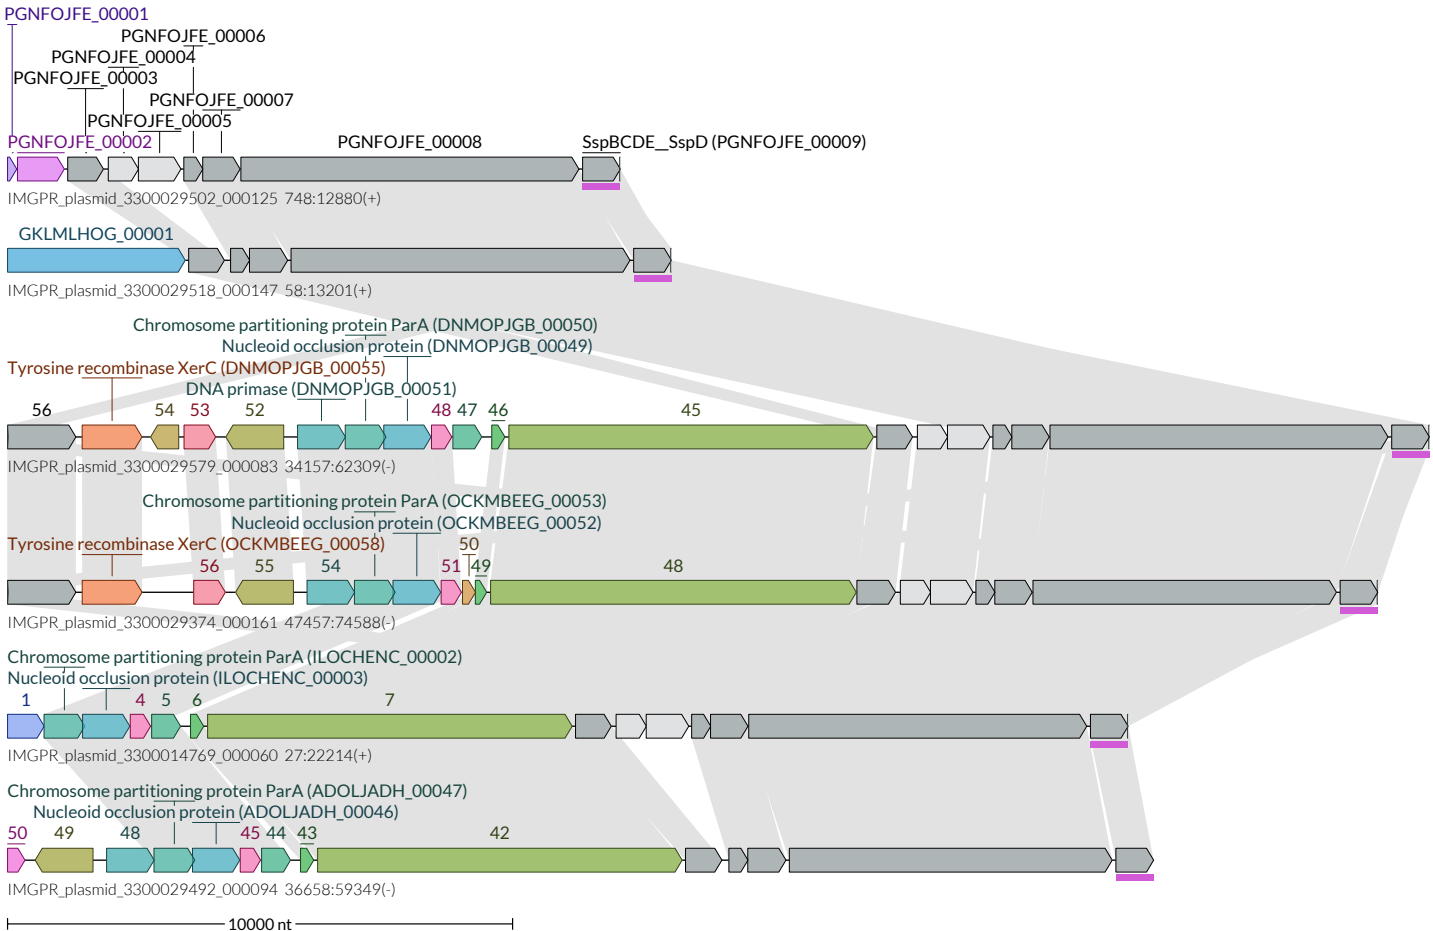 PGNFOJFE_00001
PGNFOJFE_00006
PGNFOJFE_00004
PGNFOJFE_00003
PGNFOJFE_00007
PGNFOJFE_00005
PGNFOJFE_00002 PGNFOJFE_00008 SspBCDE__SspD (PGNFOJFE_00009)
IMGPR_plasmid_3300029502_000125 748:12880(+)
GKLMLHOG_00001
IMGPR_plasmid_3300029518_000147 58:13201(+)
Chromosome partitioning protein ParA (DNMOPJGB_00050)
Nucleoid occlusion protein (DNMOPJGB_00049)
Tyrosine recombinase XerC (DNMOPJGB_00055)
DNA primase (DNMOPJGB_00051)
56 54 53 52 48 47 46 45
IMGPR_plasmid_3300029579_000083 34157:62309(-)
Chromosome partitioning protein ParA (OCKMBEEG_00053)
Nucleoid occlusion protein (OCKMBEEG_00052)
Tyrosine recombinase XerC (OCKMBEEG_00058) 50
56 55 54 51 49 48
IMGPR_plasmid_3300029374_000161 47457:74588(-)
Chromosome partitioning protein ParA (ILOCHENC_00002)
Nucleoid occlusion protein (ILOCHENC_00003)
1 4 5 6 7
IMGPR_plasmid_3300014769_000060 27:22214(+)
Chromosome partitioning protein ParA (ADOLJADH_00047)
Nucleoid occlusion protein (ADOLJADH_00046)
50 49 48 45 44 43 42
IMGPR_plasmid_3300029492_000094 36658:59349(-)
10000 nt